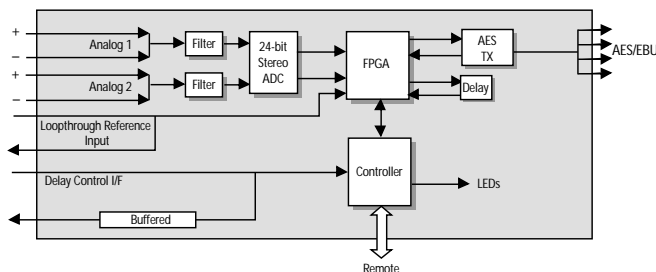 +
Analog 1
−
+
Analog 2
−
Filter
Filter
24-bit
Stereo
ADC
FPGA
AES
TX
Delay
AES/EBU
Loopthrough Reference
Input
Delay Control I/F
Controller
LEDs
Buffered
Remote